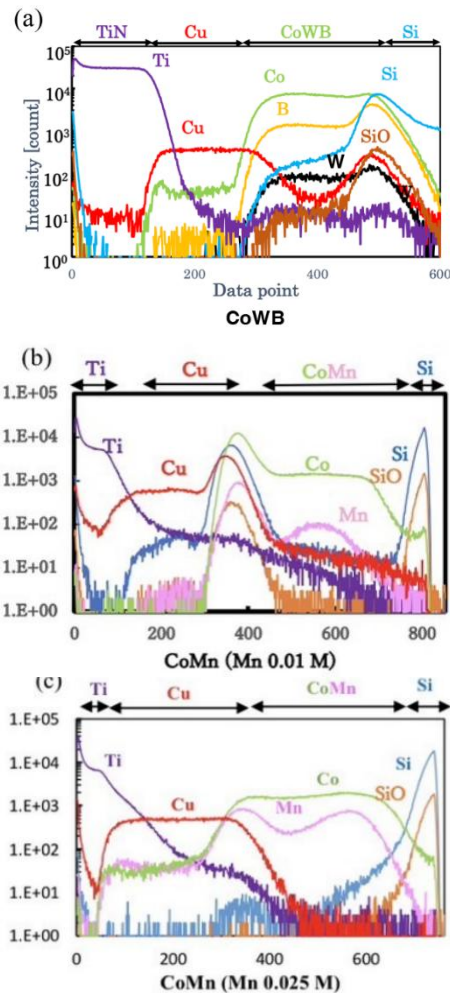 (a)
TiN Cu CoWB Si
10⁵
10⁴
10³
10²
10¹
10⁰
Intensity [count]
Ti
Co
Si
B
Cu
SiO
W
0 200 400 600
Data point
CoWB
(b)
Ti Cu CoMn Si
1.E+05
1.E+04
1.E+03
1.E+02
1.E+01
1.E+00
Ti
Cu
Co
Si
SiO
Mn
0 200 400 600 800
CoMn (Mn 0.01 M)
(c)
Ti Cu CoMn Si
1.E+05
1.E+04
1.E+03
1.E+02
1.E+01
1.E+00
Ti
Si
Co
Cu
Mn
SiO
0 200 400 600
CoMn (Mn 0.025 M)